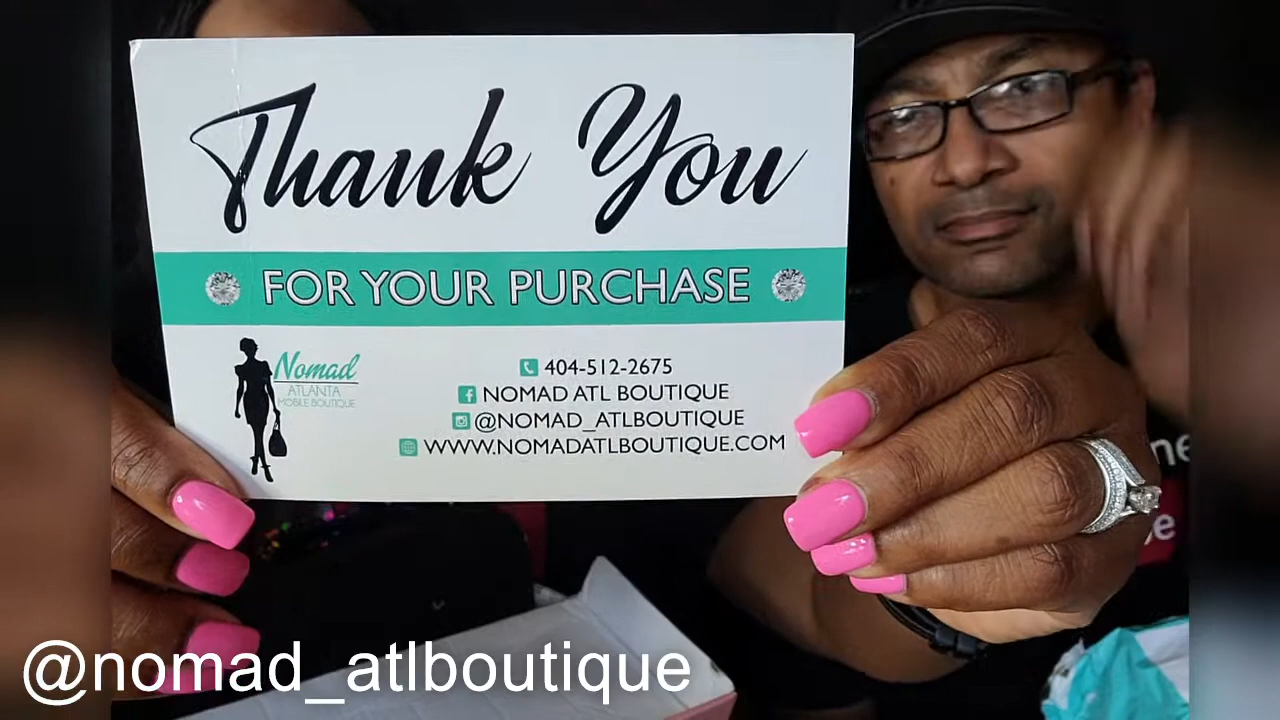 Thank You
FOR YOUR PURCHASE
Nomad
ATLANTA
MOBILE BOUTIQUE
404-512-2675
NOMAD ATL BOUTIQUE
@NOMAD_ATLBOUTIQUE
WWW.NOMADATLBOUTIQUE.COM
@nomad_atlboutique